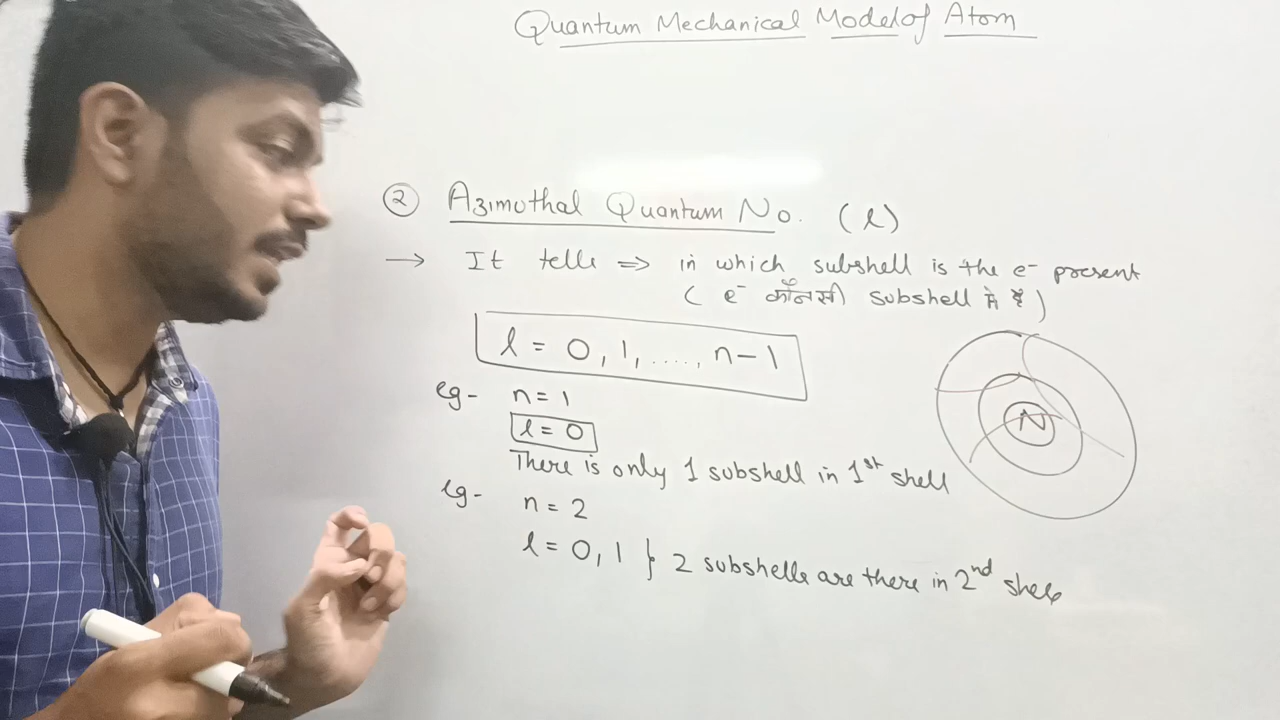 Quantum Mechanical Model of Atom
② Azimuthal Quantum No. (l)
→ It tells ⇒ in which subshell is the e⁻ present
( e⁻ कौनसी subshell में है )
l = 0, 1, ....., n-1
eg- n = 1
l = 0
There is only 1 subshell in 1st shell
eg- n = 2
l = 0, 1 } 2 subshells are there in 2nd shell
N